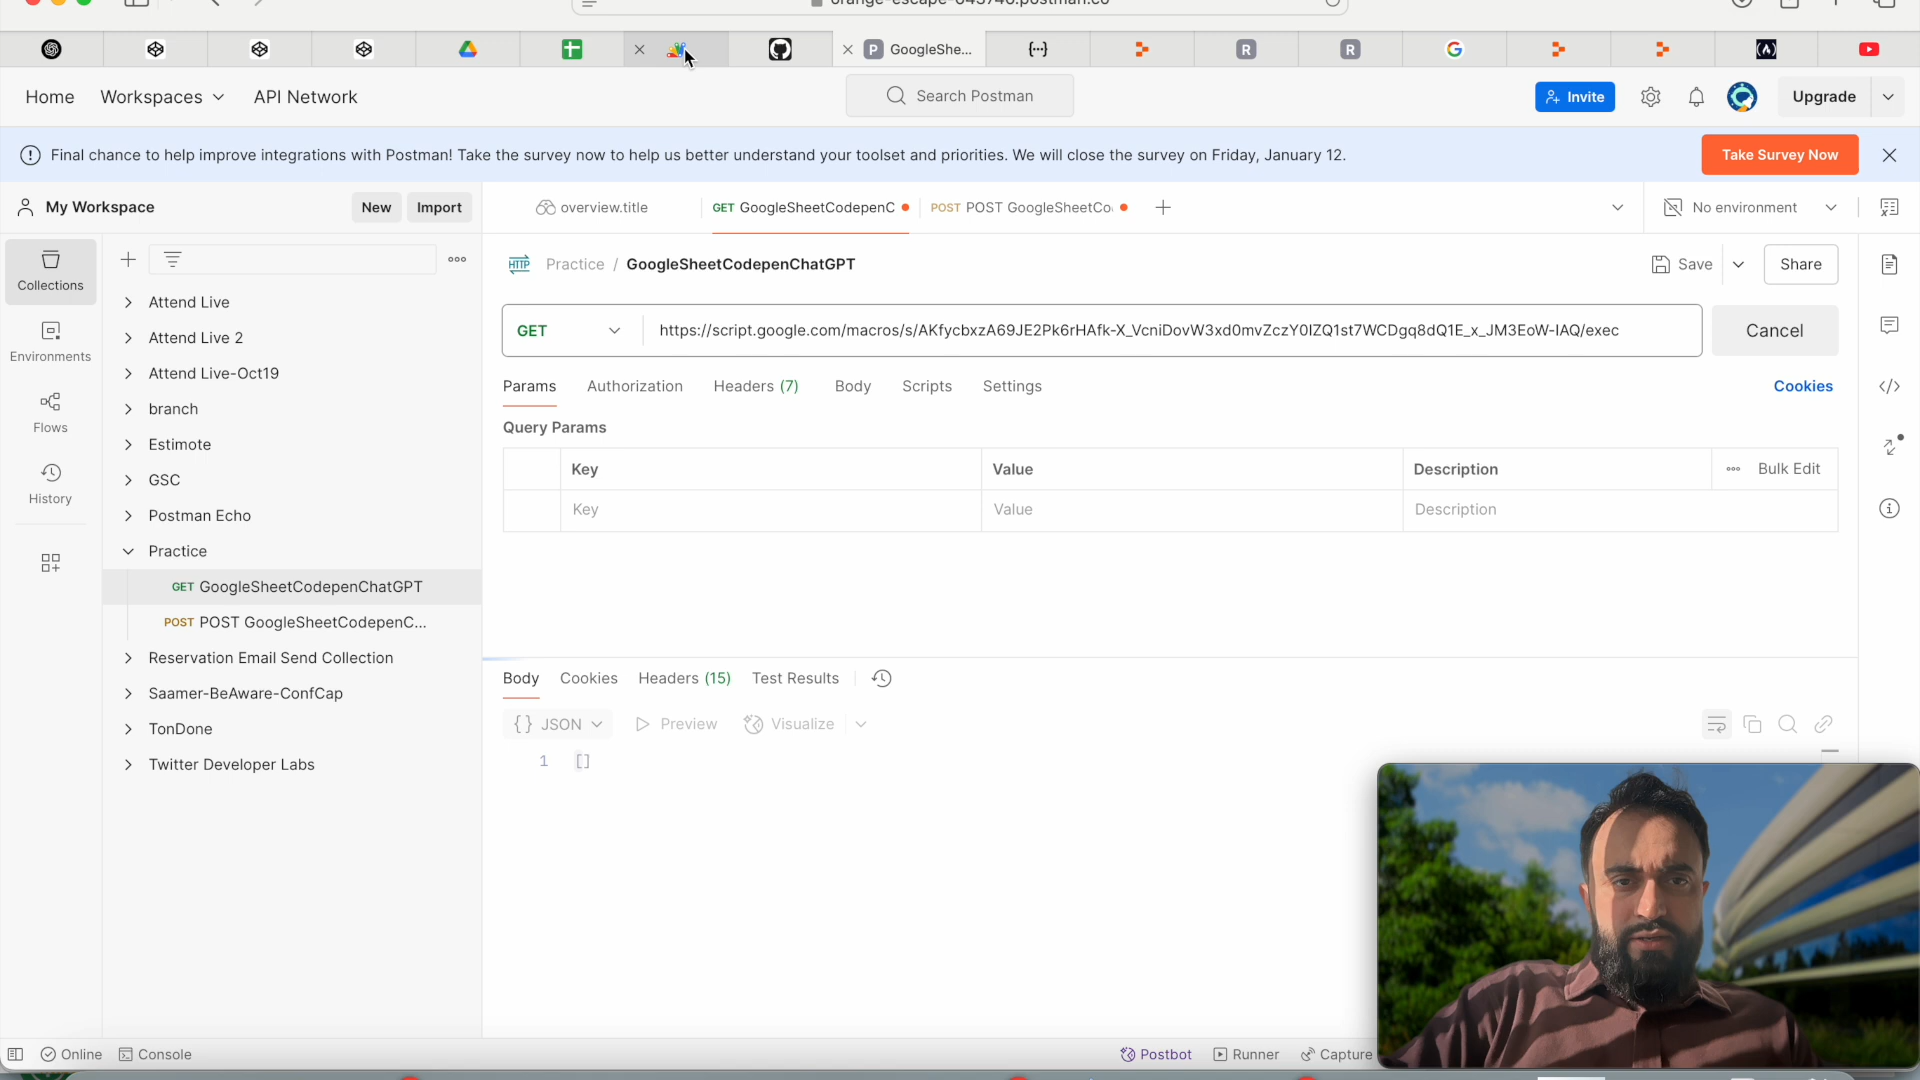 GoogleShe...
Home
Workspaces
API Network
Search Postman
Invite
Upgrade
Final chance to help improve integrations with Postman! Take the survey now to help us better understand your toolset and priorities. We will close the survey on Friday, January 12.
Take Survey Now
My Workspace
New
Import
overview.title
GET GoogleSheetCodepenC
POST POST GoogleSheetCo
No environment
Collections
Environments
Flows
History
Attend Live
Attend Live 2
Attend Live-Oct19
branch
Estimote
GSC
Postman Echo
Practice
GET GoogleSheetCodepenChatGPT
POST POST GoogleSheetCodepenC...
Reservation Email Send Collection
Saamer-BeAware-ConfCap
TonDone
Twitter Developer Labs
HTTP Practice / GoogleSheetCodepenChatGPT
Save
Share
GET
https://script.google.com/macros/s/AKfycbxzA69JE2Pk6rHAfk-X_VcniDovW3xd0mvZczY0IZQ1st7WCDgq8dQ1E_x_JM3EoW-IAQ/exec
Cancel
Params
Authorization
Headers (7)
Body
Scripts
Settings
Cookies
Query Params
Key
Value
Description
Bulk Edit
Key
Value
Description
Body
Cookies
Headers (15)
Test Results
{} JSON
Preview
Visualize
1 []
Online
Console
Postbot
Runner
Capture